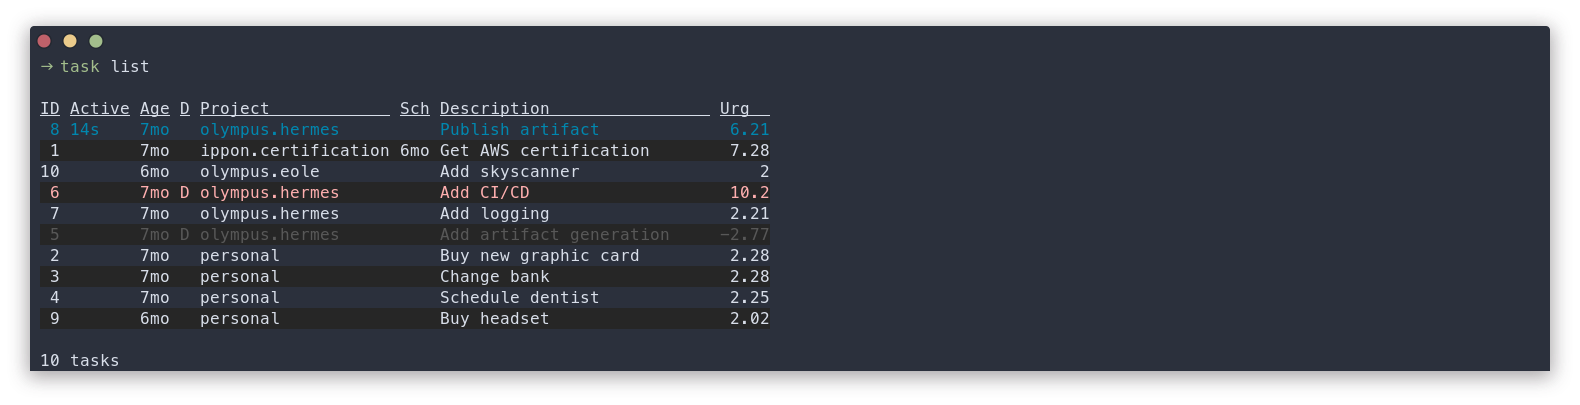 → task list
ID Active Age D Project Sch Description Urg
8 14s 7mo olympus.hermes Publish artifact 6.21
1 7mo ippon.certification 6mo Get AWS certification 7.28
10 6mo olympus.eole Add skyscanner 2
6 7mo D olympus.hermes Add CI/CD 10.2
7 7mo olympus.hermes Add logging 2.21
5 7mo D olympus.hermes Add artifact generation -2.77
2 7mo personal Buy new graphic card 2.28
3 7mo personal Change bank 2.28
4 7mo personal Schedule dentist 2.25
9 6mo personal Buy headset 2.02
10 tasks